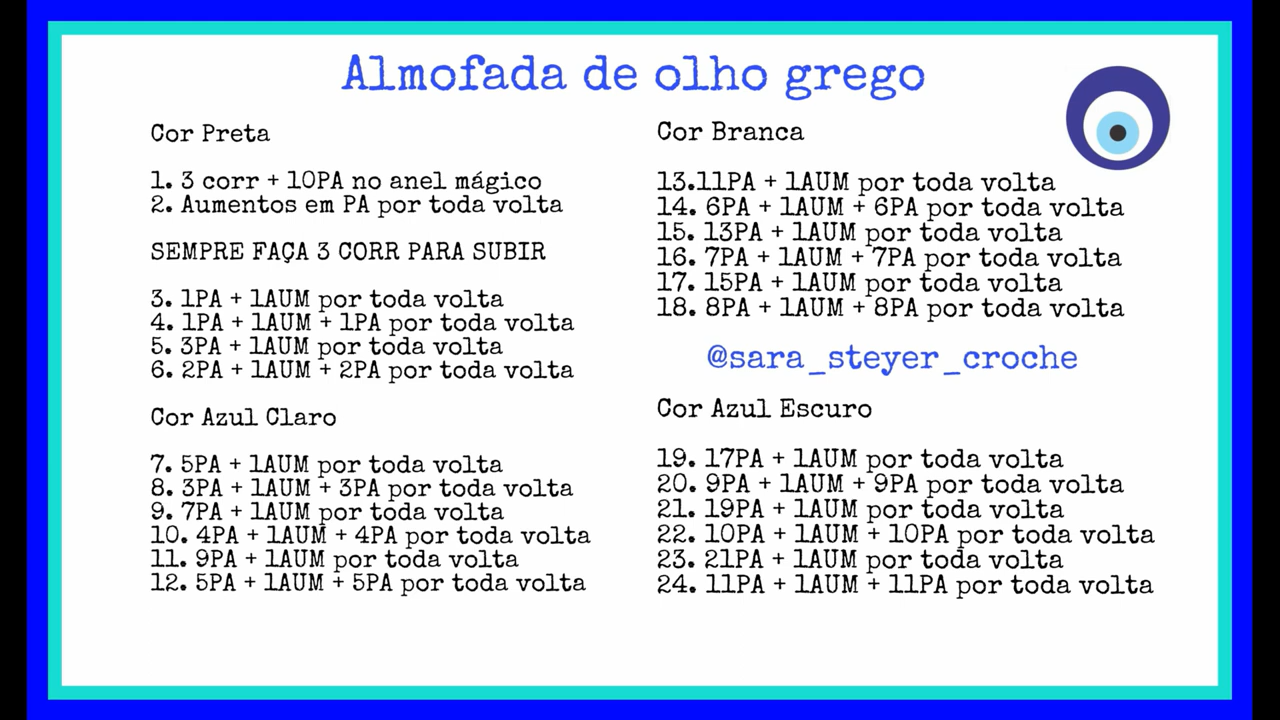 Almofada de olho grego
Cor Preta
1. 3 corr + 10PA no anel mágico
2. Aumentos em PA por toda volta
SEMPRE FAÇA 3 CORR PARA SUBIR
3. 1PA + 1AUM por toda volta
4. 1PA + 1AUM + 1PA por toda volta
5. 3PA + 1AUM por toda volta
6. 2PA + 1AUM + 2PA por toda volta
Cor Azul Claro
7. 5PA + 1AUM por toda volta
8. 3PA + 1AUM + 3PA por toda volta
9. 7PA + 1AUM por toda volta
10. 4PA + 1AUM + 4PA por toda volta
11. 9PA + 1AUM por toda volta
12. 5PA + 1AUM + 5PA por toda volta
Cor Branca
13.11PA + 1AUM por toda volta
14. 6PA + 1AUM + 6PA por toda volta
15. 13PA + 1AUM por toda volta
16. 7PA + 1AUM + 7PA por toda volta
17. 15PA + 1AUM por toda volta
18. 8PA + 1AUM + 8PA por toda volta
@sara_steyer_croche
Cor Azul Escuro
19. 17PA + 1AUM por toda volta
20. 9PA + 1AUM + 9PA por toda volta
21. 19PA + 1AUM por toda volta
22. 10PA + 1AUM + 10PA por toda volta
23. 21PA + 1AUM por toda volta
24. 11PA + 1AUM + 11PA por toda volta